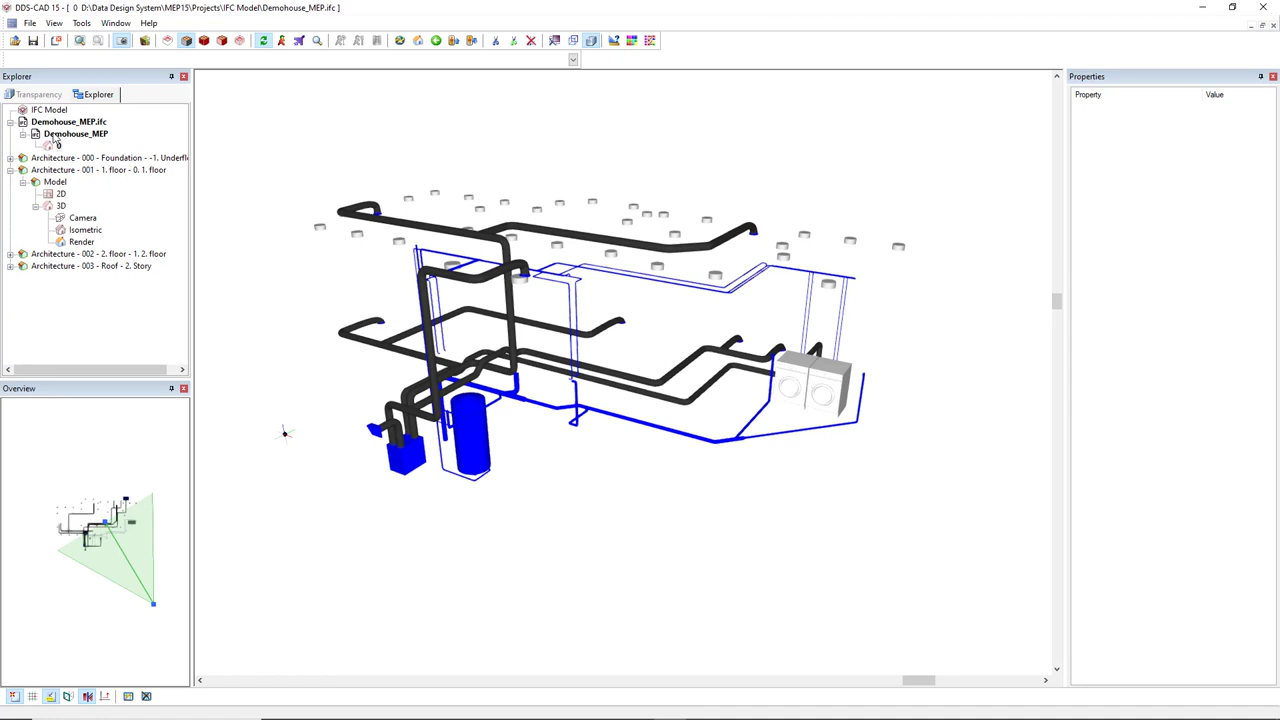 DDS-CAD 15 - [ 0 D:\Data Design System\MEP15\Projects\IFC Model\Demohouse_MEP.ifc ]
File View Tools Window Help
Explorer
Transparency Explorer
IFC Model
Demohouse_MEP.ifc
Demohouse_MEP
0
Architecture - 000 - Foundation - -1. Underfl
Architecture - 001 - 1. floor - 0. 1. floor
Model
2D
3D
Camera
Isometric
Render
Architecture - 002 - 2. floor - 1. 2. floor
Architecture - 003 - Roof - 2. Story
Overview
Properties
Property Value